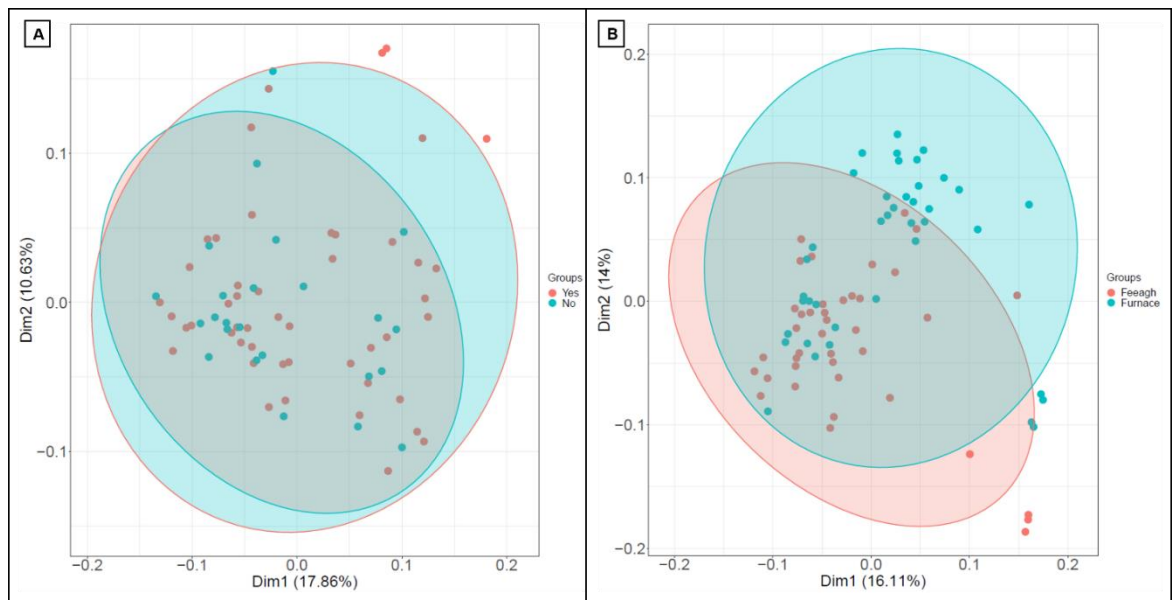 A
0.1
0.0
−0.1
Dim2 (10.63%)
−0.2
−0.1
0.0
0.1
0.2
Dim1 (17.86%)
Groups
Yes
No
B
0.2
0.1
0.0
−0.1
−0.2
Dim2 (14%)
−0.2
−0.1
0.0
0.1
0.2
Dim1 (16.11%)
Groups
Feeagh
Furnace